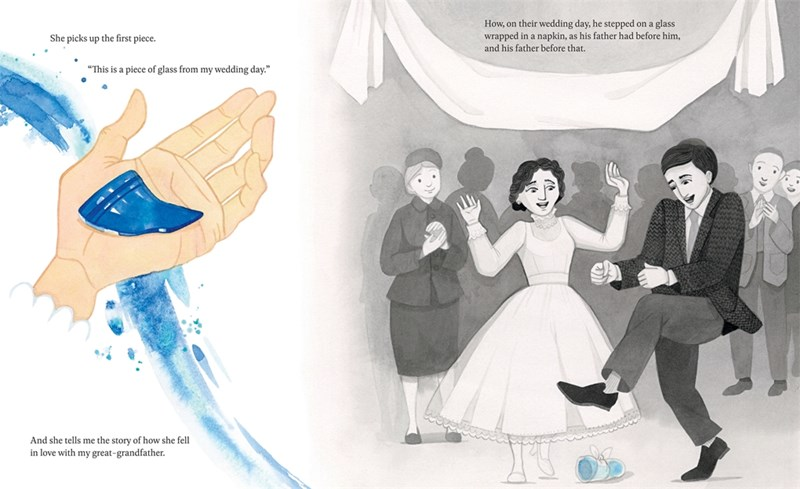 She picks up the first piece.
“This is a piece of glass from my wedding day.”
And she tells me the story of how she fell
in love with my great-grandfather.
How, on their wedding day, he stepped on a glass
wrapped in a napkin, as his father had before him,
and his father before that.